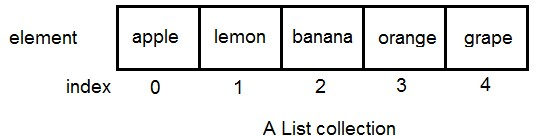 element apple lemon banana orange grape
index 0 1 2 3 4
A List collection